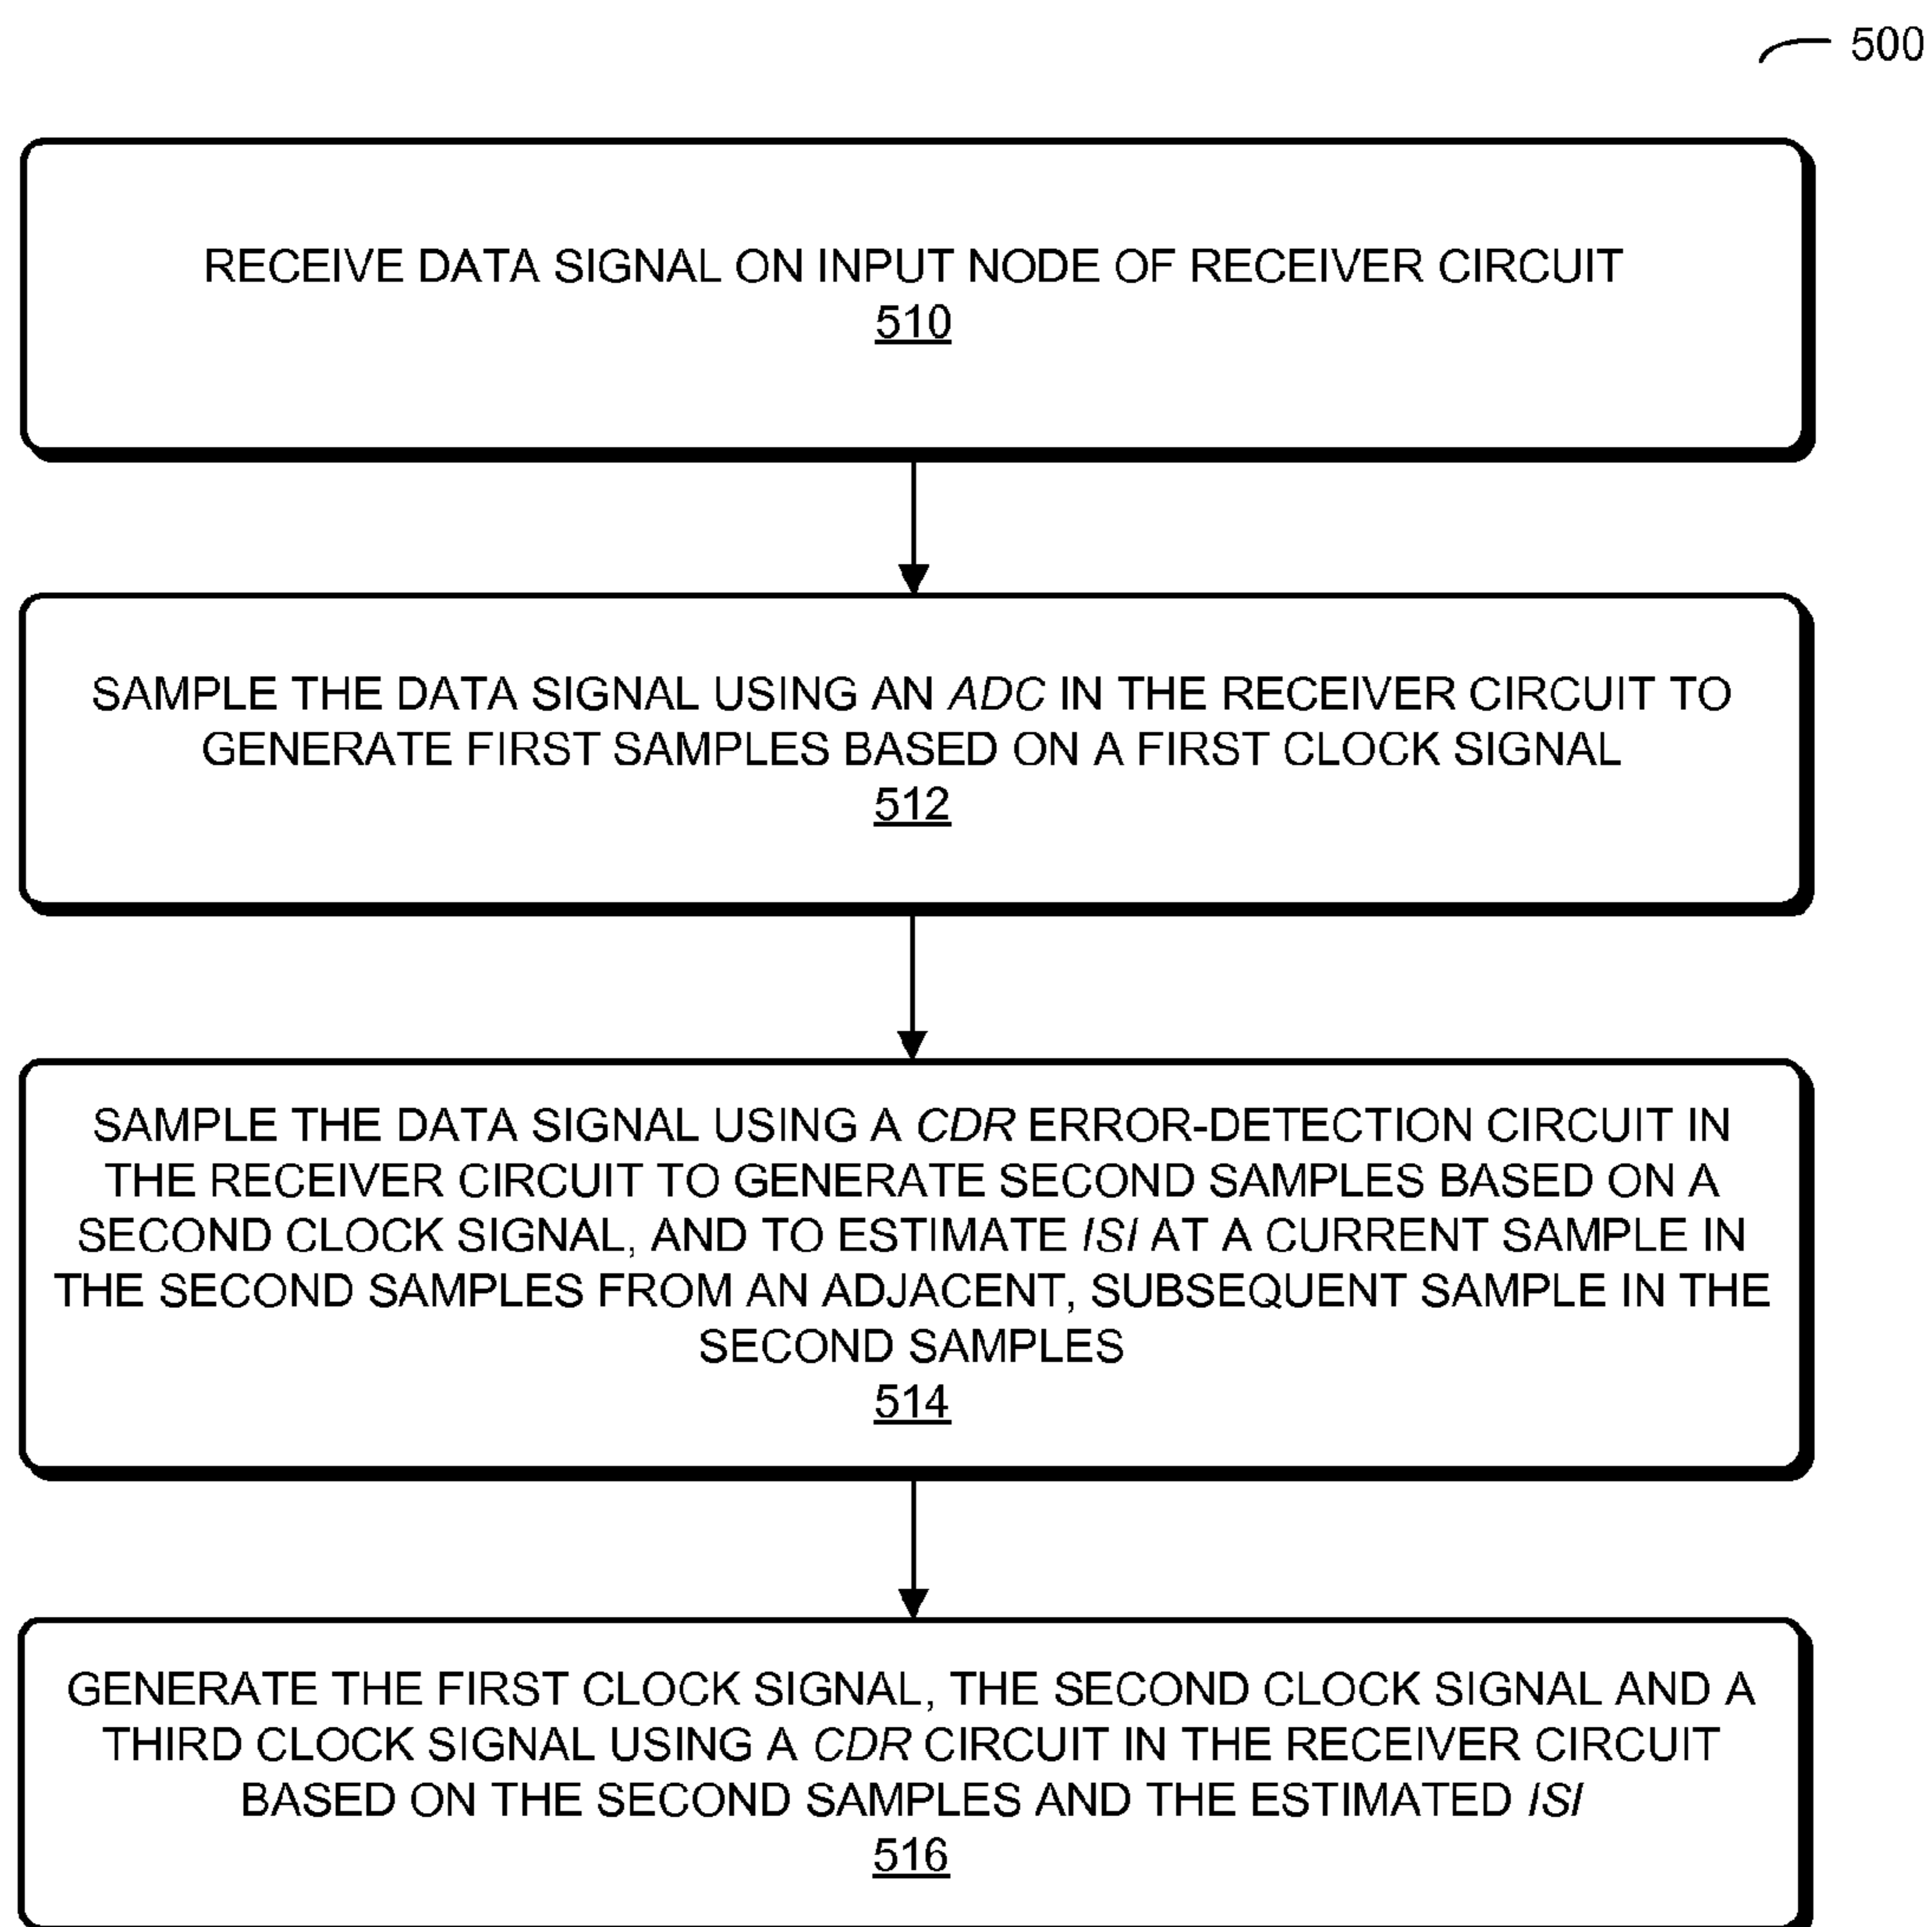 500
RECEIVE DATA SIGNAL ON INPUT NODE OF RECEIVER CIRCUIT
510
SAMPLE THE DATA SIGNAL USING AN ADC IN THE RECEIVER CIRCUIT TO
GENERATE FIRST SAMPLES BASED ON A FIRST CLOCK SIGNAL
512
SAMPLE THE DATA SIGNAL USING A CDR ERROR-DETECTION CIRCUIT IN
THE RECEIVER CIRCUIT TO GENERATE SECOND SAMPLES BASED ON A
SECOND CLOCK SIGNAL, AND TO ESTIMATE ISI AT A CURRENT SAMPLE IN
THE SECOND SAMPLES FROM AN ADJACENT, SUBSEQUENT SAMPLE IN THE
SECOND SAMPLES
514
GENERATE THE FIRST CLOCK SIGNAL, THE SECOND CLOCK SIGNAL AND A
THIRD CLOCK SIGNAL USING A CDR CIRCUIT IN THE RECEIVER CIRCUIT
BASED ON THE SECOND SAMPLES AND THE ESTIMATED ISI
516